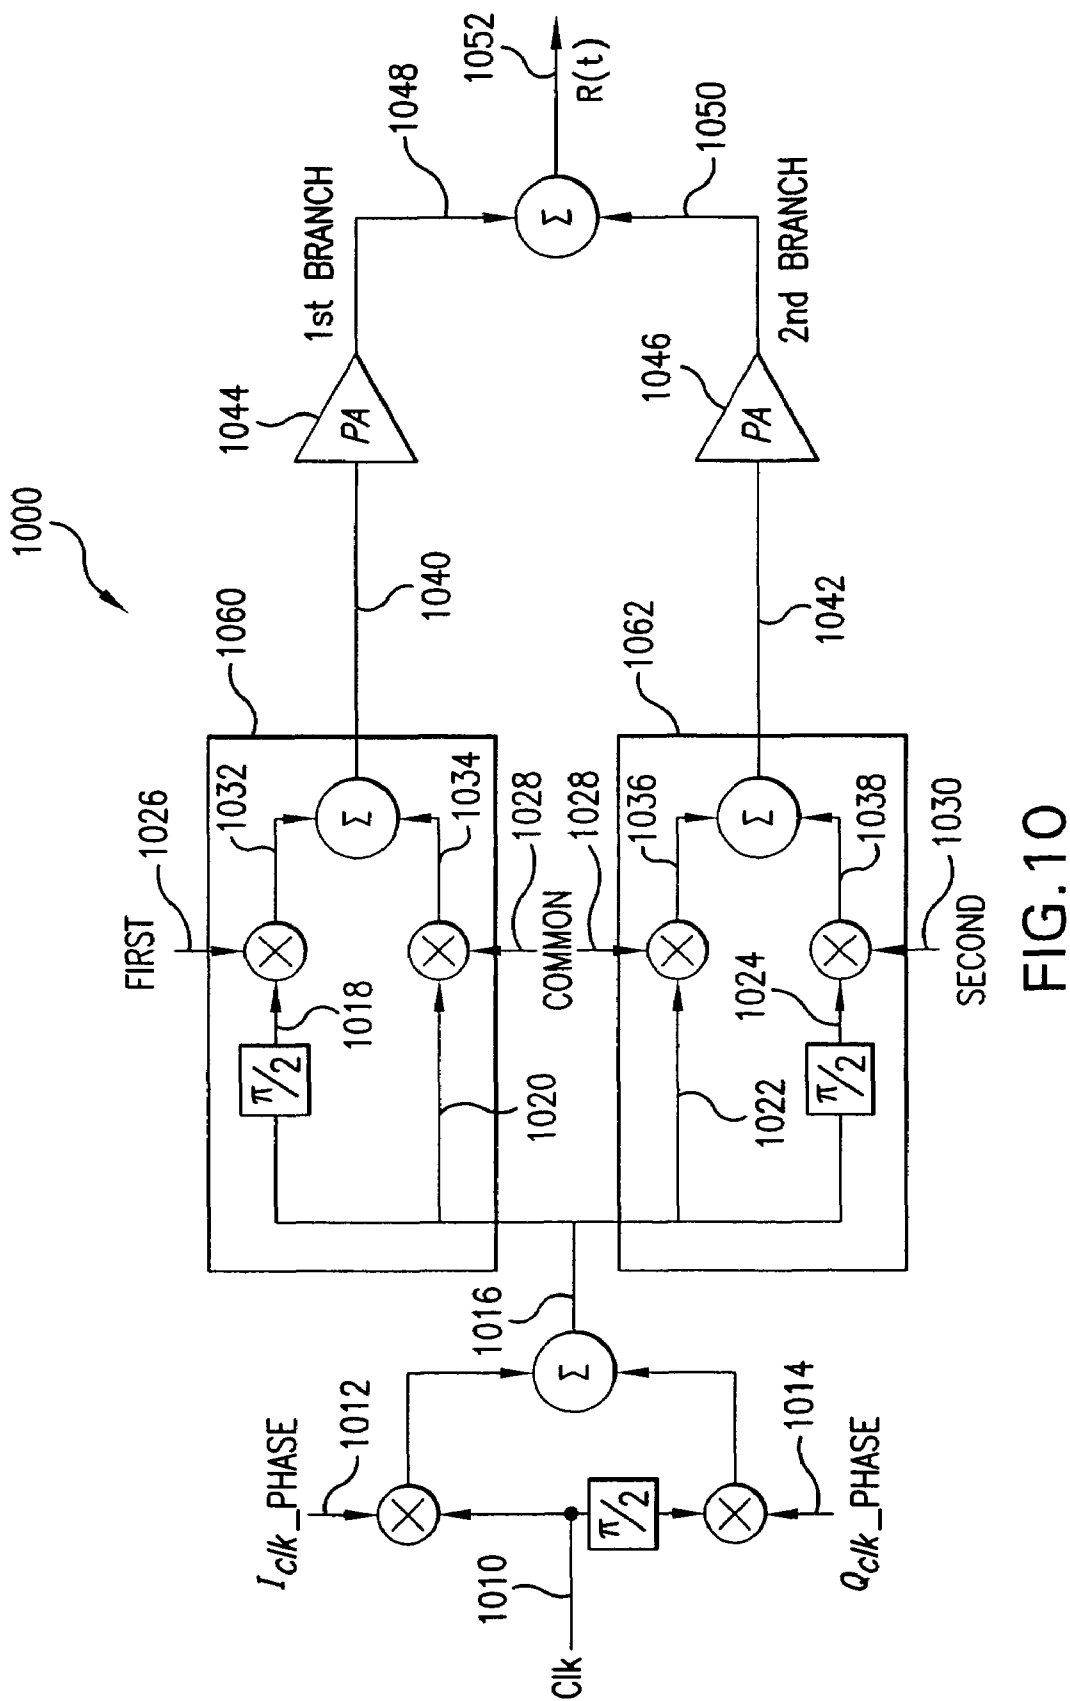 1000
FIRST
1026
1060
1032
1018
π/2
Σ
1034
1020
1028
COMMON
1028
1040
1044
PA
1st BRANCH
1048
Σ
1052
R(t)
1050
2nd BRANCH
PA
1046
1042
1062
1036
Σ
1038
1022
1024
π/2
1030
SECOND
I_clk_PHASE
1012
1016
Σ
Clk
1010
π/2
1014
Q_clk_PHASE
FIG.10